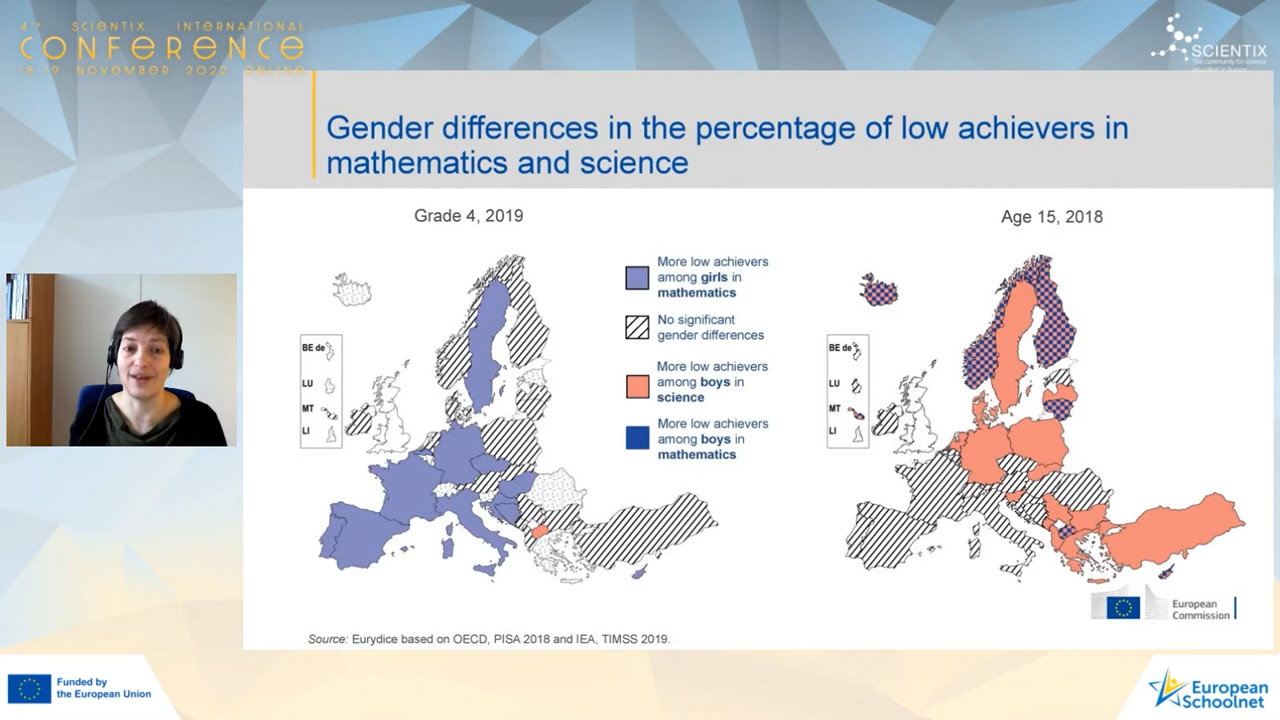 4TH SCIENTIX INTERNATIONAL
CONFERENCE
18-19 NOVEMBER 2022 ONLINE
SCIENTIX
The community for science
education in Europe
Gender differences in the percentage of low achievers in
mathematics and science
Grade 4, 2019
Age 15, 2018
More low achievers
among girls in
mathematics
No significant
gender differences
More low achievers
among boys in
science
More low achievers
among boys in
mathematics
BE de
LU
MT
LI
BE de
LU
MT
LI
European
Commission
Source: Eurydice based on OECD, PISA 2018 and IEA, TIMSS 2019.
Funded by
the European Union
European
Schoolnet